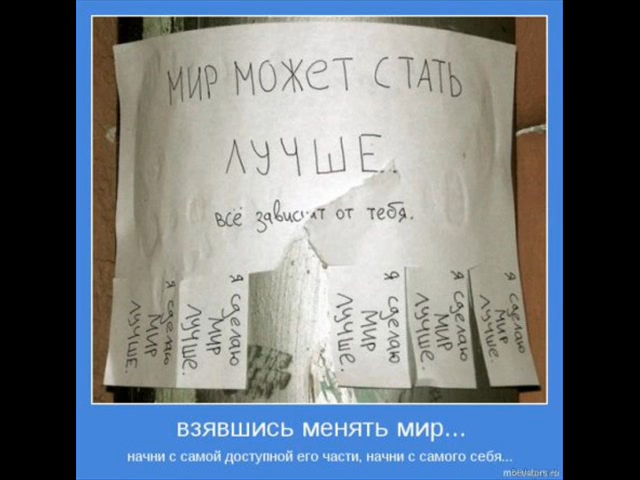 МИР МОЖЕТ СТАТЬ
ЛУЧШЕ..
всё зависит от тебя.
Я сделаю
МИР
ЛУЧШЕ.
Я сделаю
МИР
ЛУЧШЕ.
Я сделаю
МИР
ЛУЧШЕ.
Я сделаю
МИР
ЛУЧШЕ.
Я сделаю
МИР
ЛУЧШЕ.
взявшись менять мир...
начни с самой доступной его части, начни с самого себя...
motivators.ru